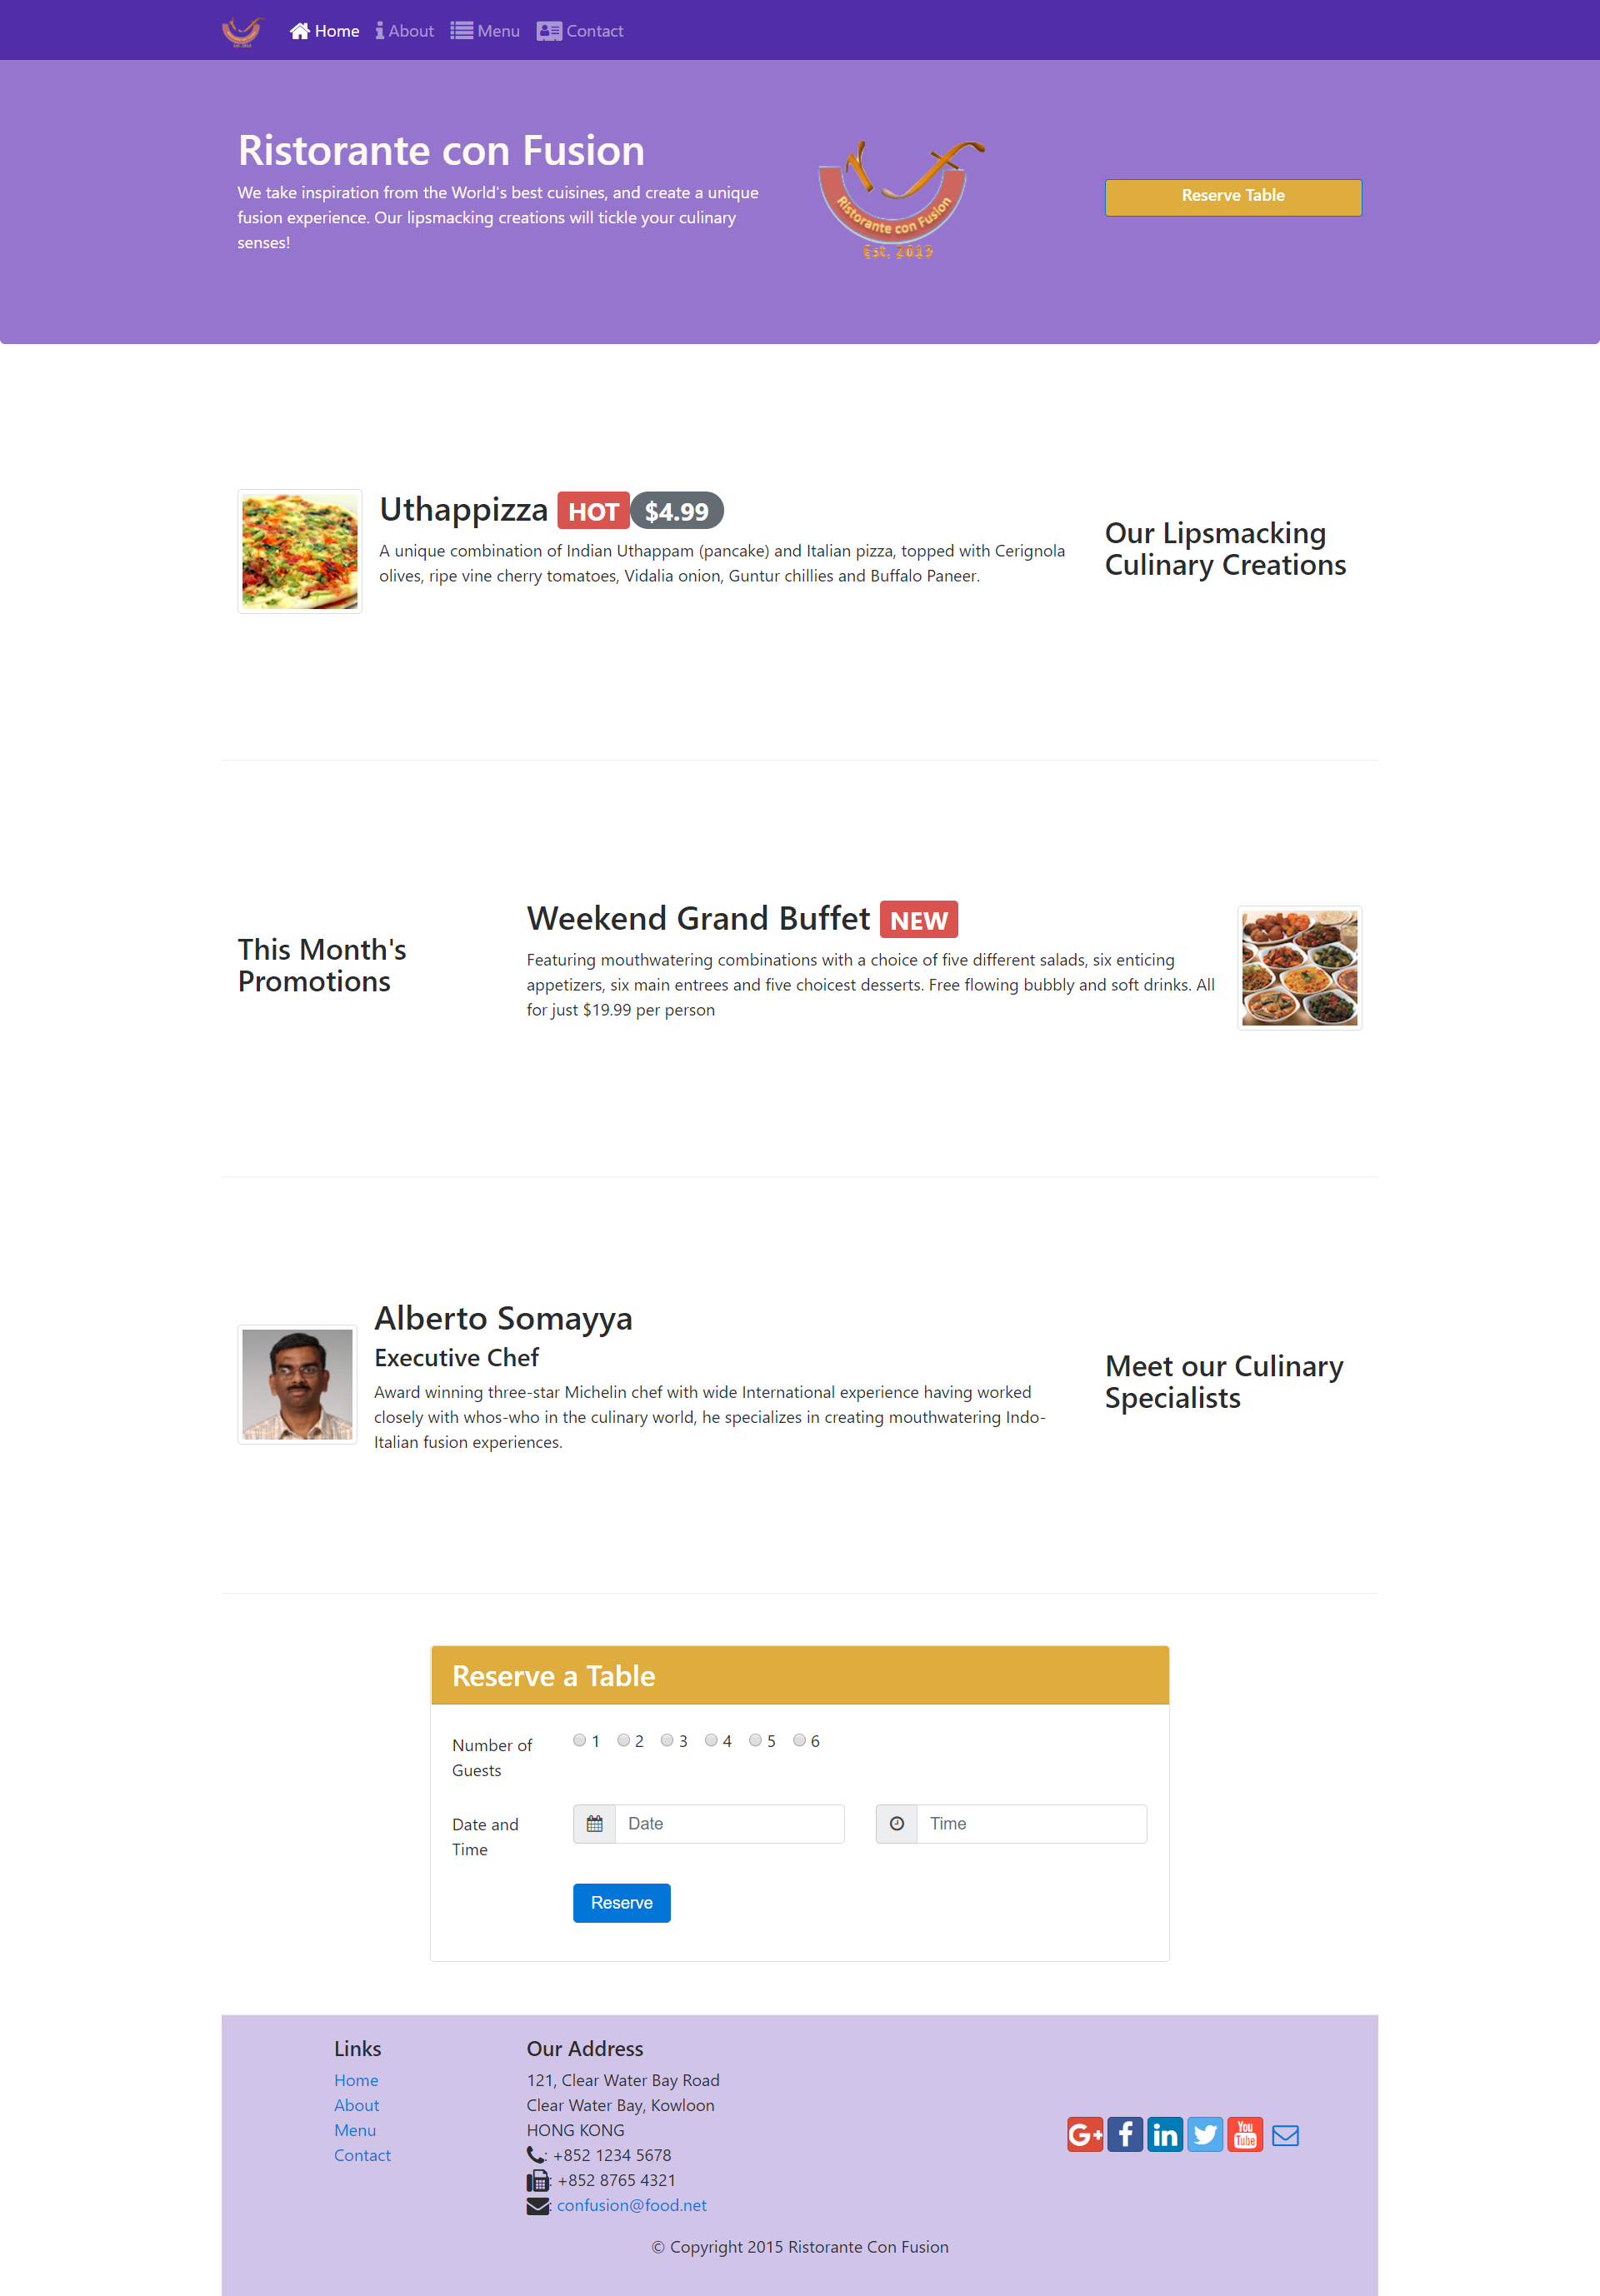 Home About Menu Contact
Ristorante con Fusion
We take inspiration from the World's best cuisines, and create a unique
fusion experience. Our lipsmacking creations will tickle your culinary
senses!
Ristorante con Fusion
Est. 2013
Reserve Table
Uthappizza HOT $4.99
A unique combination of Indian Uthappam (pancake) and Italian pizza, topped with Cerignola
olives, ripe vine cherry tomatoes, Vidalia onion, Guntur chillies and Buffalo Paneer.
Our Lipsmacking
Culinary Creations
This Month's
Promotions
Weekend Grand Buffet NEW
Featuring mouthwatering combinations with a choice of five different salads, six enticing
appetizers, six main entrees and five choicest desserts. Free flowing bubbly and soft drinks. All
for just $19.99 per person
Alberto Somayya
Executive Chef
Award winning three-star Michelin chef with wide International experience having worked
closely with whos-who in the culinary world, he specializes in creating mouthwatering Indo-
Italian fusion experiences.
Meet our Culinary
Specialists
Reserve a Table
Number of
Guests
1 2 3 4 5 6
Date and
Time
Date
Time
Reserve
Links
Home
About
Menu
Contact
Our Address
121, Clear Water Bay Road
Clear Water Bay, Kowloon
HONG KONG
: +852 1234 5678
: +852 8765 4321
: confusion@food.net
G+ f in You Tube
© Copyright 2015 Ristorante Con Fusion